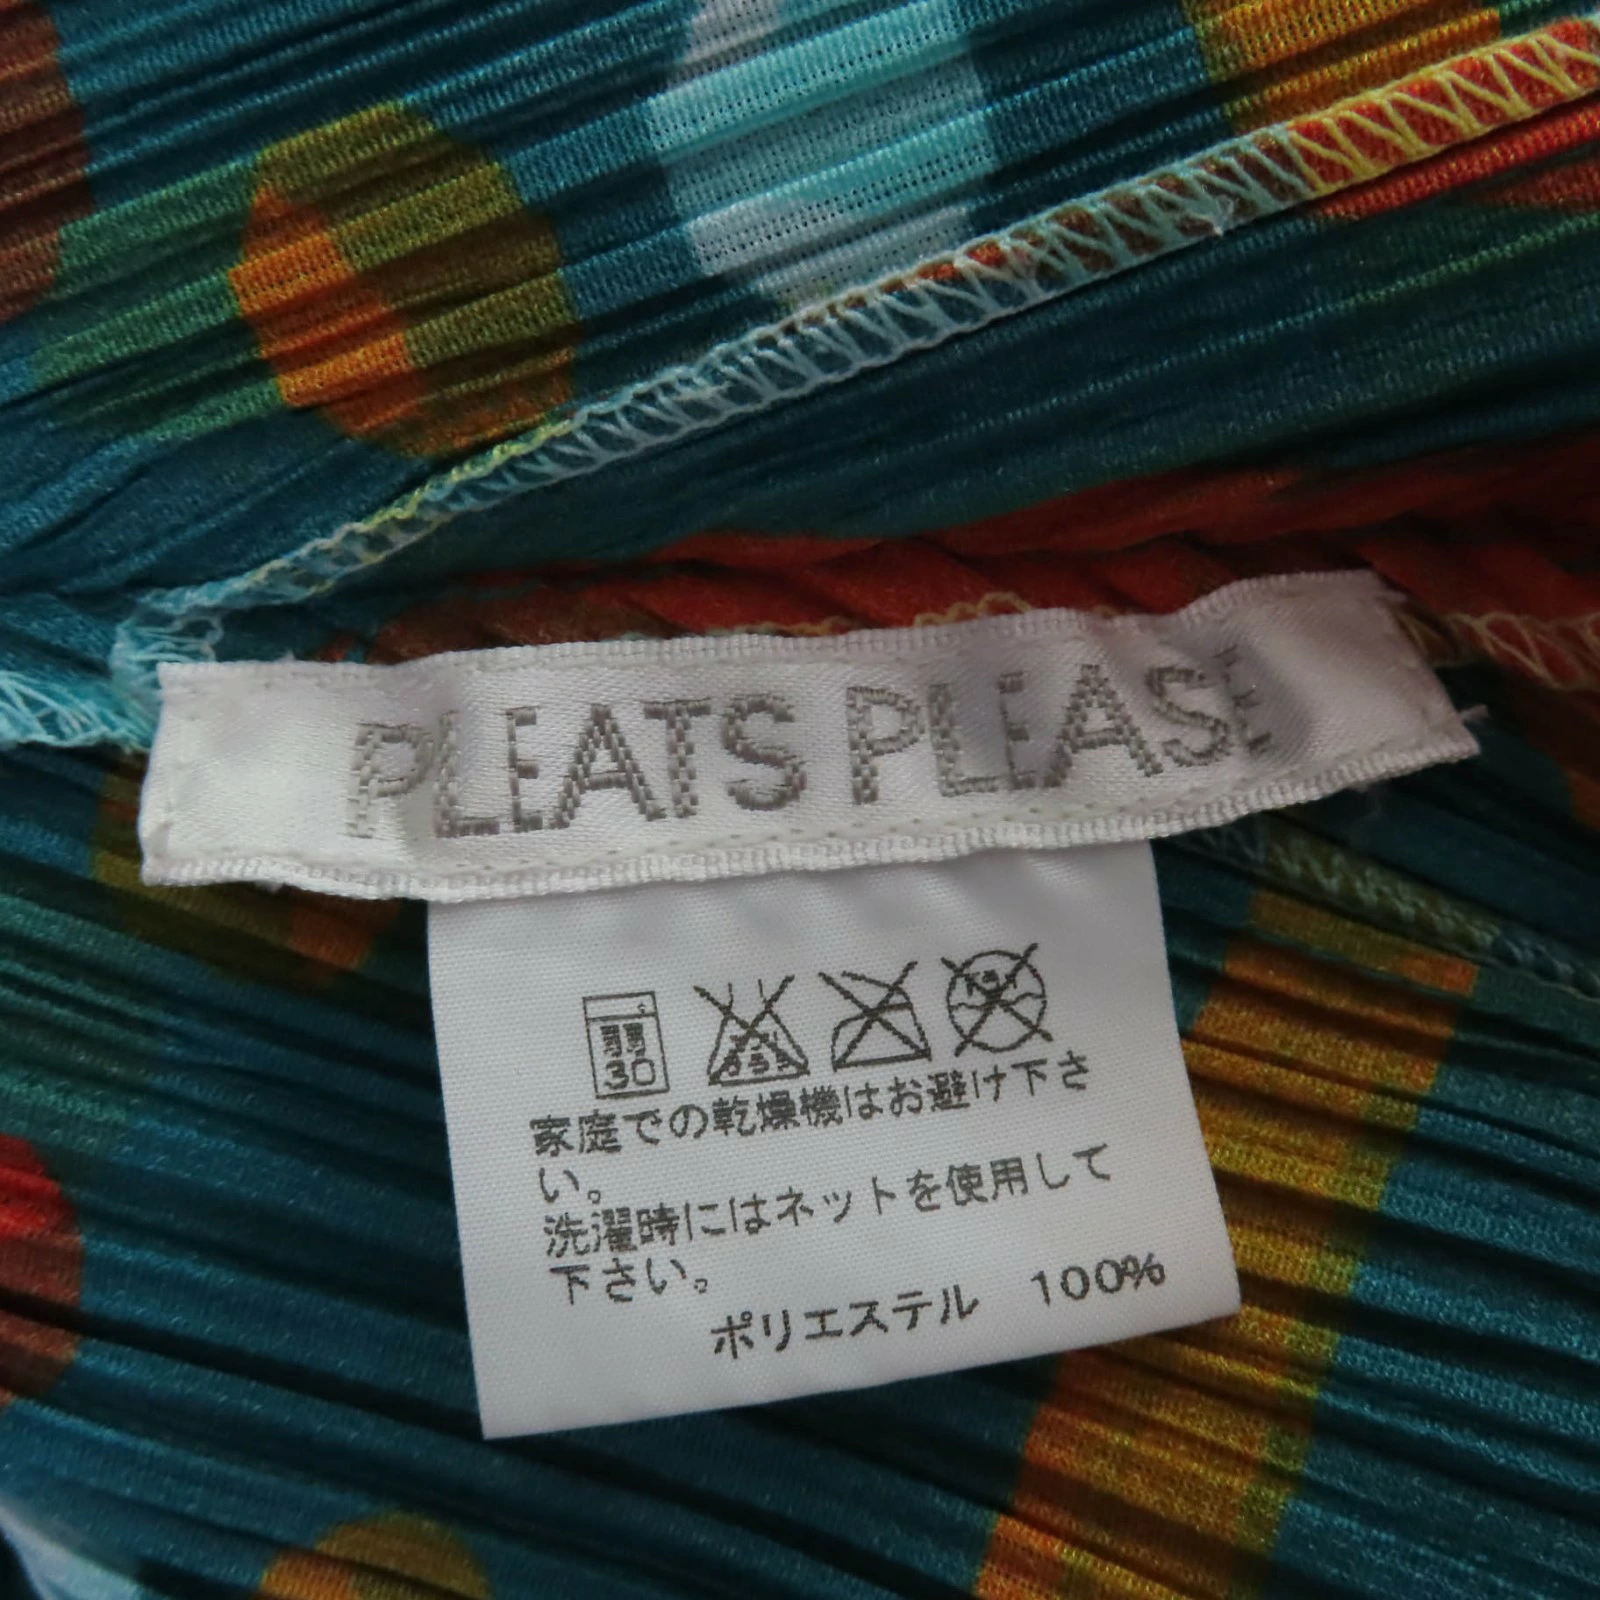 PLEATS PLEASE
30
家庭での乾燥機はお避け下さ
い。
洗濯時にはネットを使用して
下さい。
ポリエステル 100%